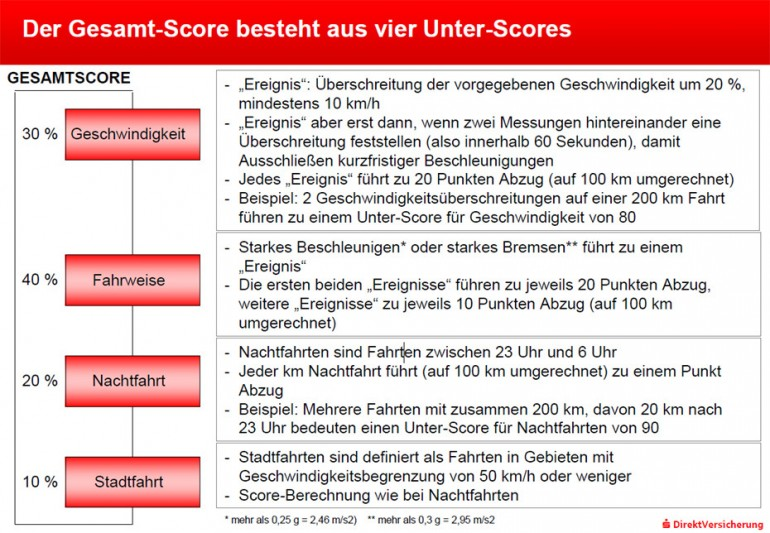 Der Gesamt-Score besteht aus vier Unter-Scores
GESAMTSCORE
30 %
Geschwindigkeit
- „Ereignis“: Überschreitung der vorgegebenen Geschwindigkeit um 20 %,
mindestens 10 km/h
- „Ereignis“ aber erst dann, wenn zwei Messungen hintereinander eine
Überschreitung feststellen (also innerhalb 60 Sekunden), damit
Ausschließen kurzfristiger Beschleunigungen
- Jedes „Ereignis“ führt zu 20 Punkten Abzug (auf 100 km umgerechnet)
- Beispiel: 2 Geschwindigkeitsüberschreitungen auf einer 200 km Fahrt
führen zu einem Unter-Score für Geschwindigkeit von 80
40 %
Fahrweise
- Starkes Beschleunigen* oder starkes Bremsen** führt zu einem
„Ereignis“
- Die ersten beiden „Ereignisse“ führen zu jeweils 20 Punkten Abzug,
weitere „Ereignisse“ zu jeweils 10 Punkten Abzug (auf 100 km
umgerechnet)
20 %
Nachtfahrt
- Nachtfahrten sind Fahrten zwischen 23 Uhr und 6 Uhr
- Jeder km Nachtfahrt führt (auf 100 km umgerechnet) zu einem Punkt
Abzug
- Beispiel: Mehrere Fahrten mit zusammen 200 km, davon 20 km nach
23 Uhr bedeuten einen Unter-Score für Nachtfahrten von 90
10 %
Stadtfahrt
- Stadtfahrten sind definiert als Fahrten in Gebieten mit
Geschwindigkeitsbegrenzung von 50 km/h oder weniger
- Score-Berechnung wie bei Nachtfahrten
* mehr als 0,25 g = 2,46 m/s2) ** mehr als 0,3 g = 2,95 m/s2
DirektVersicherung